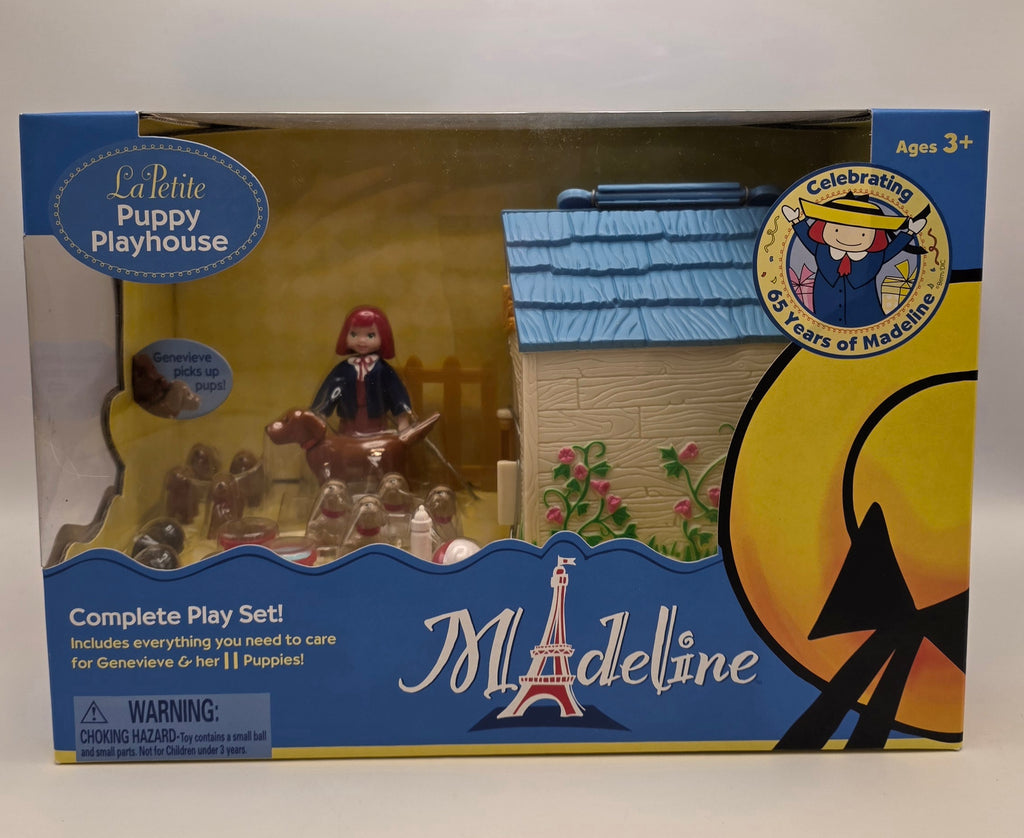 La Petite
Puppy
Playhouse
Ages 3+
Celebrating
65 Years of Madeline
Genevieve
picks up
pups!
Complete Play Set!
Includes everything you need to care
for Genevieve & her 11 Puppies!
Madeline
WARNING:
CHOKING HAZARD-Toy contains a small ball
and small parts. Not for Children under 3 years.